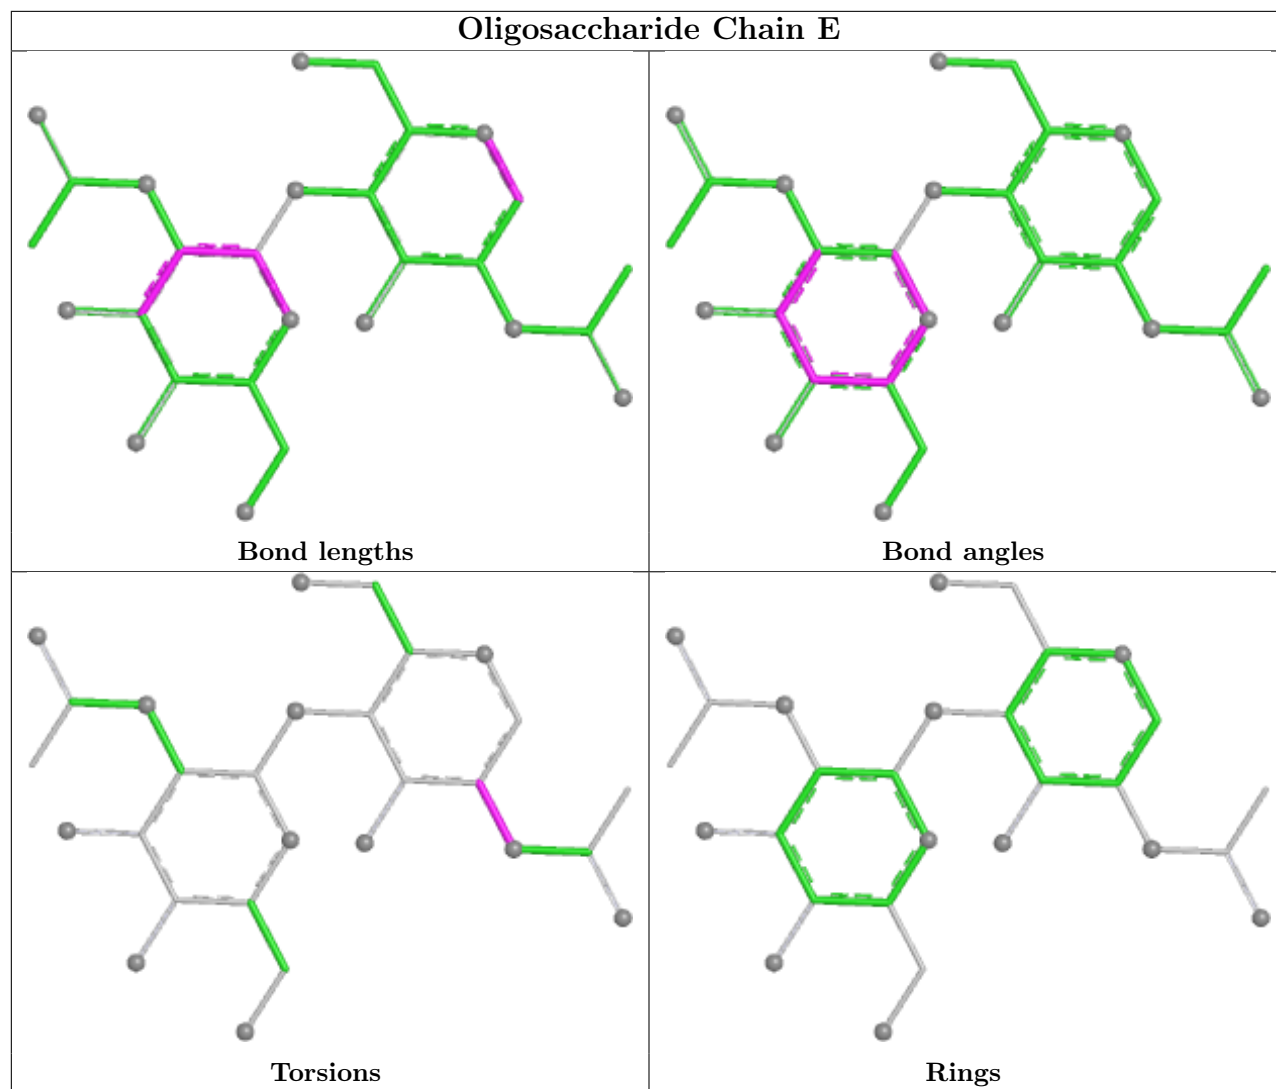 Oligosaccharide Chain E
Bond lengths
Bond angles
Torsions
Rings